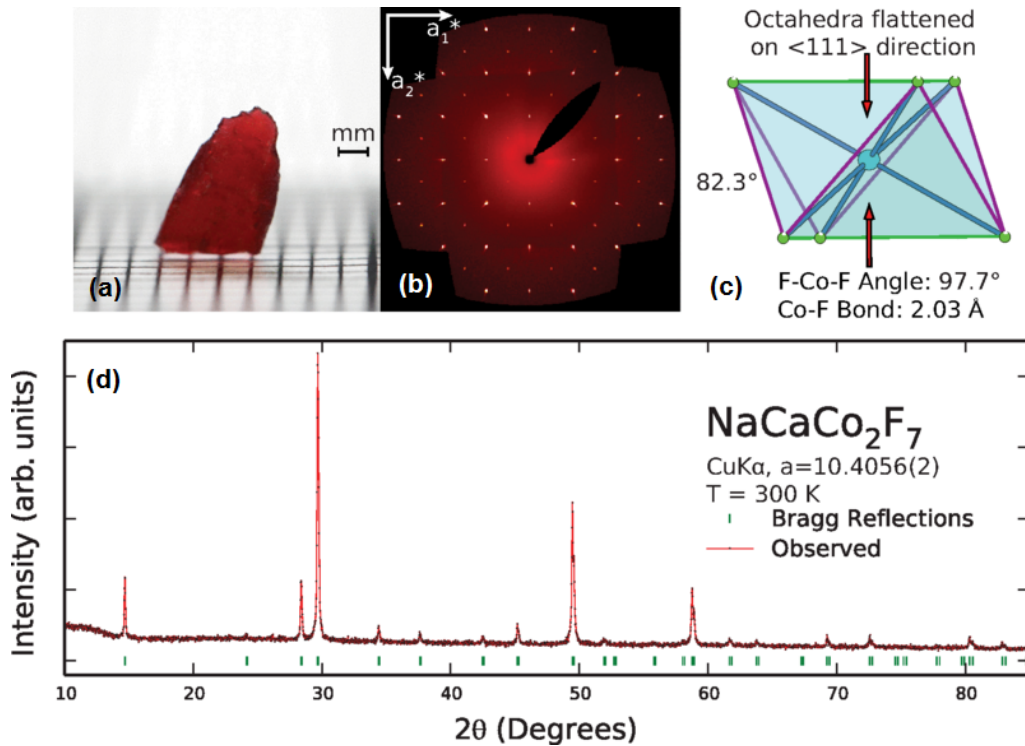 (a)
mm
(b)
a₁*
a₂*
Octahedra flattened
on <111> direction
82.3°
(c)
F-Co-F Angle: 97.7°
Co-F Bond: 2.03 Å
(d)
NaCaCo₂F₇
CuKα, a=10.4056(2)
T = 300 K
Bragg Reflections
Observed
Intensity (arb. units)
10 20 30 40 50 60 70 80
2θ (Degrees)